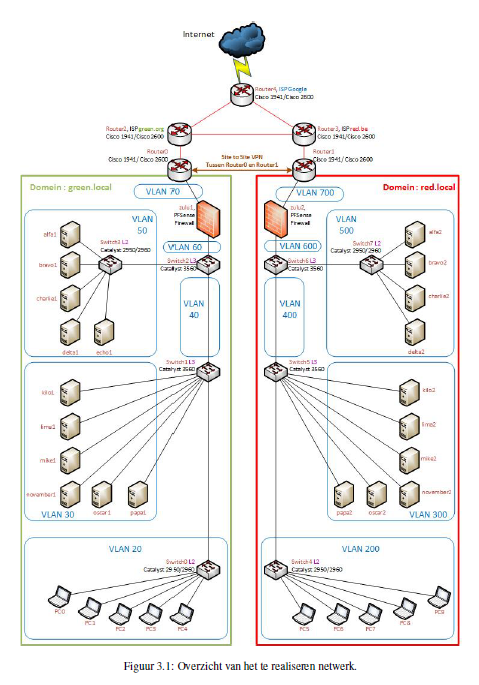 Internet
Router4, ISP Google
Cisco 1941/Cisco 2600
Router2, ISP green.org
Cisco 1941/Cisco 2600
Router3, ISP red.be
Cisco 1941/Cisco 2600
Router0
Cisco 1941/ Cisco 2600
Site to Site VPN
Tussen Router0 en Router1
Router1
Cisco 1941/Cisco 2600
Domein : green.local
VLAN 70
zulu1,
PFSense
Firewall
VLAN 50
alfa1
bravo1
charlie1
delta1
echo1
Switch3 L2
Catalyst 2950/2960
VLAN 60
Switch2 L3
Catalyst 3560
VLAN 40
Switch1 L3
Catalyst 3560
kilo1
lima1
mike1
november1
oscar1
papa1
VLAN 30
VLAN 20
Switch0 L2
Catalyst 2950/2960
PC0
PC1
PC2
PC3
PC4
Domein : red.local
VLAN 700
zulu2,
PFSense
Firewall
VLAN 500
Switch7 L2
Catalyst 2950/2960
alfa2
bravo2
charlie2
delta2
VLAN 600
Switch6 L3
Catalyst 3560
VLAN 400
Switch5 L3
Catalyst 3560
kilo2
lima2
mike2
november2
papa2
oscar2
VLAN 300
VLAN 200
Switch4 L2
Catalyst 2950/2960
PC5
PC6
PC7
PC8
PC9
Figuur 3.1: Overzicht van het te realiseren netwerk.